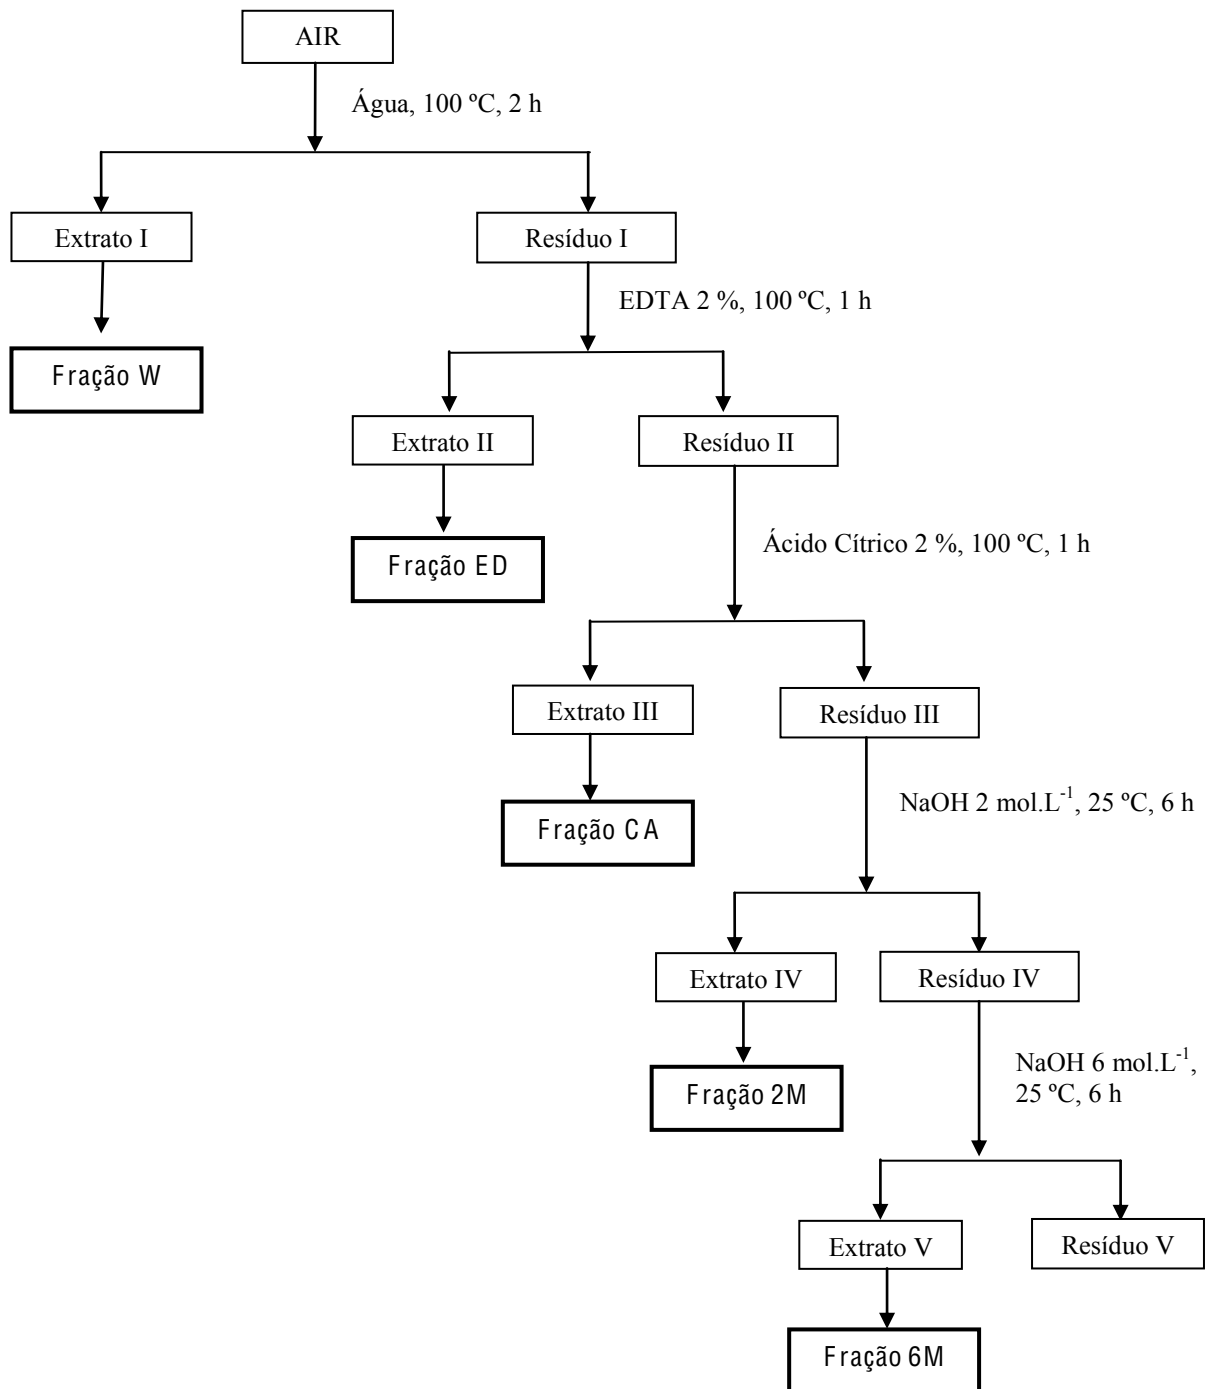 AIR
Água, 100 ºC, 2 h
Extrato I
Resíduo I
EDTA 2 %, 100 ºC, 1 h
Fração W
Extrato II
Resíduo II
Ácido Cítrico 2 %, 100 ºC, 1 h
Fração ED
Extrato III
Resíduo III
NaOH 2 mol.L-1, 25 ºC, 6 h
Fração CA
Extrato IV
Resíduo IV
NaOH 6 mol.L-1,
25 ºC, 6 h
Fração 2M
Extrato V
Resíduo V
Fração 6M